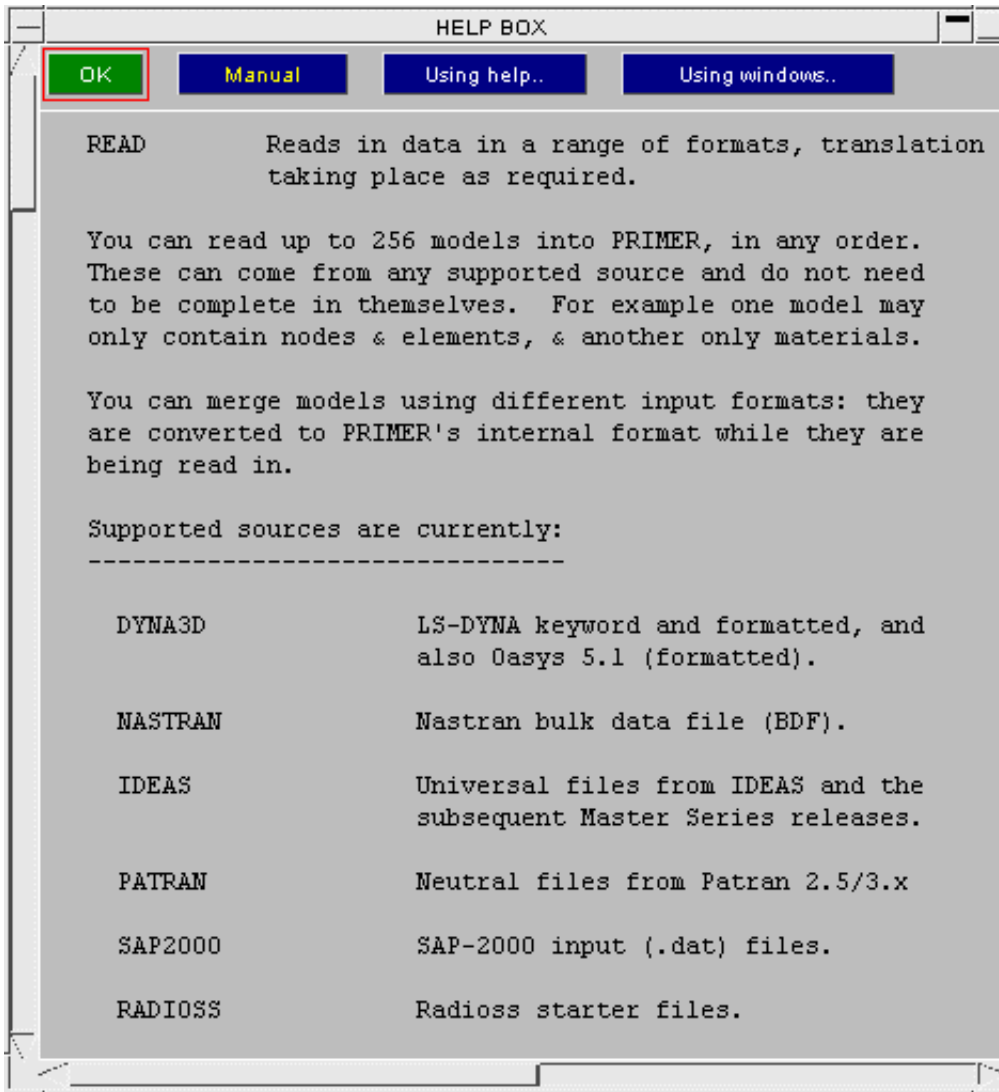 HELP BOX
OK Manual Using help.. Using windows..
READ Reads in data in a range of formats, translation
taking place as required.
You can read up to 256 models into PRIMER, in any order.
These can come from any supported source and do not need
to be complete in themselves. For example one model may
only contain nodes & elements, & another only materials.
You can merge models using different input formats: they
are converted to PRIMER's internal format while they are
being read in.
Supported sources are currently:
--------------------------------
DYNA3D LS-DYNA keyword and formatted, and
also Oasys 5.1 (formatted).
NASTRAN Nastran bulk data file (BDF).
IDEAS Universal files from IDEAS and the
subsequent Master Series releases.
PATRAN Neutral files from Patran 2.5/3.x
SAP2000 SAP-2000 input (.dat) files.
RADIOSS Radioss starter files.